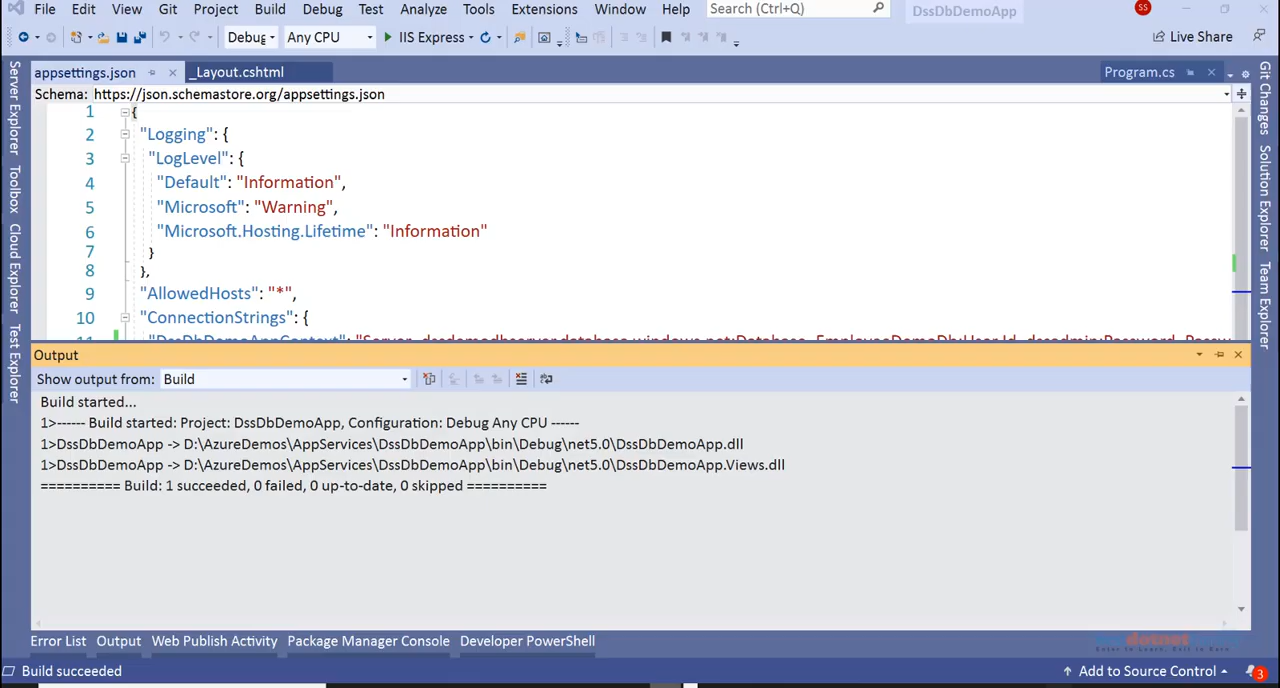 File Edit View Git Project Build Debug Test Analyze Tools Extensions Window Help Search (Ctrl+Q) DssDbDemoApp SS
Debug Any CPU IIS Express Live Share
appsettings.json _Layout.cshtml Program.cs
Schema: https://json.schemastore.org/appsettings.json
1 {
2 "Logging": {
3 "LogLevel": {
4 "Default": "Information",
5 "Microsoft": "Warning",
6 "Microsoft.Hosting.Lifetime": "Information"
7 }
8 },
9 "AllowedHosts": "*",
10 "ConnectionStrings": {
11 "DssDbDemoAppContext":
Server Explorer
Toolbox
Cloud Explorer
Test Explorer
Git Changes
Solution Explorer
Team Explorer
Output
Show output from: Build
Build started...
1>------ Build started: Project: DssDbDemoApp, Configuration: Debug Any CPU ------
1>DssDbDemoApp -> D:\AzureDemos\AppServices\DssDbDemoApp\bin\Debug\net5.0\DssDbDemoApp.dll
1>DssDbDemoApp -> D:\AzureDemos\AppServices\DssDbDemoApp\bin\Debug\net5.0\DssDbDemoApp.Views.dll
========== Build: 1 succeeded, 0 failed, 0 up-to-date, 0 skipped ==========
Error List Output Web Publish Activity Package Manager Console Developer PowerShell
Build succeeded Add to Source Control 3